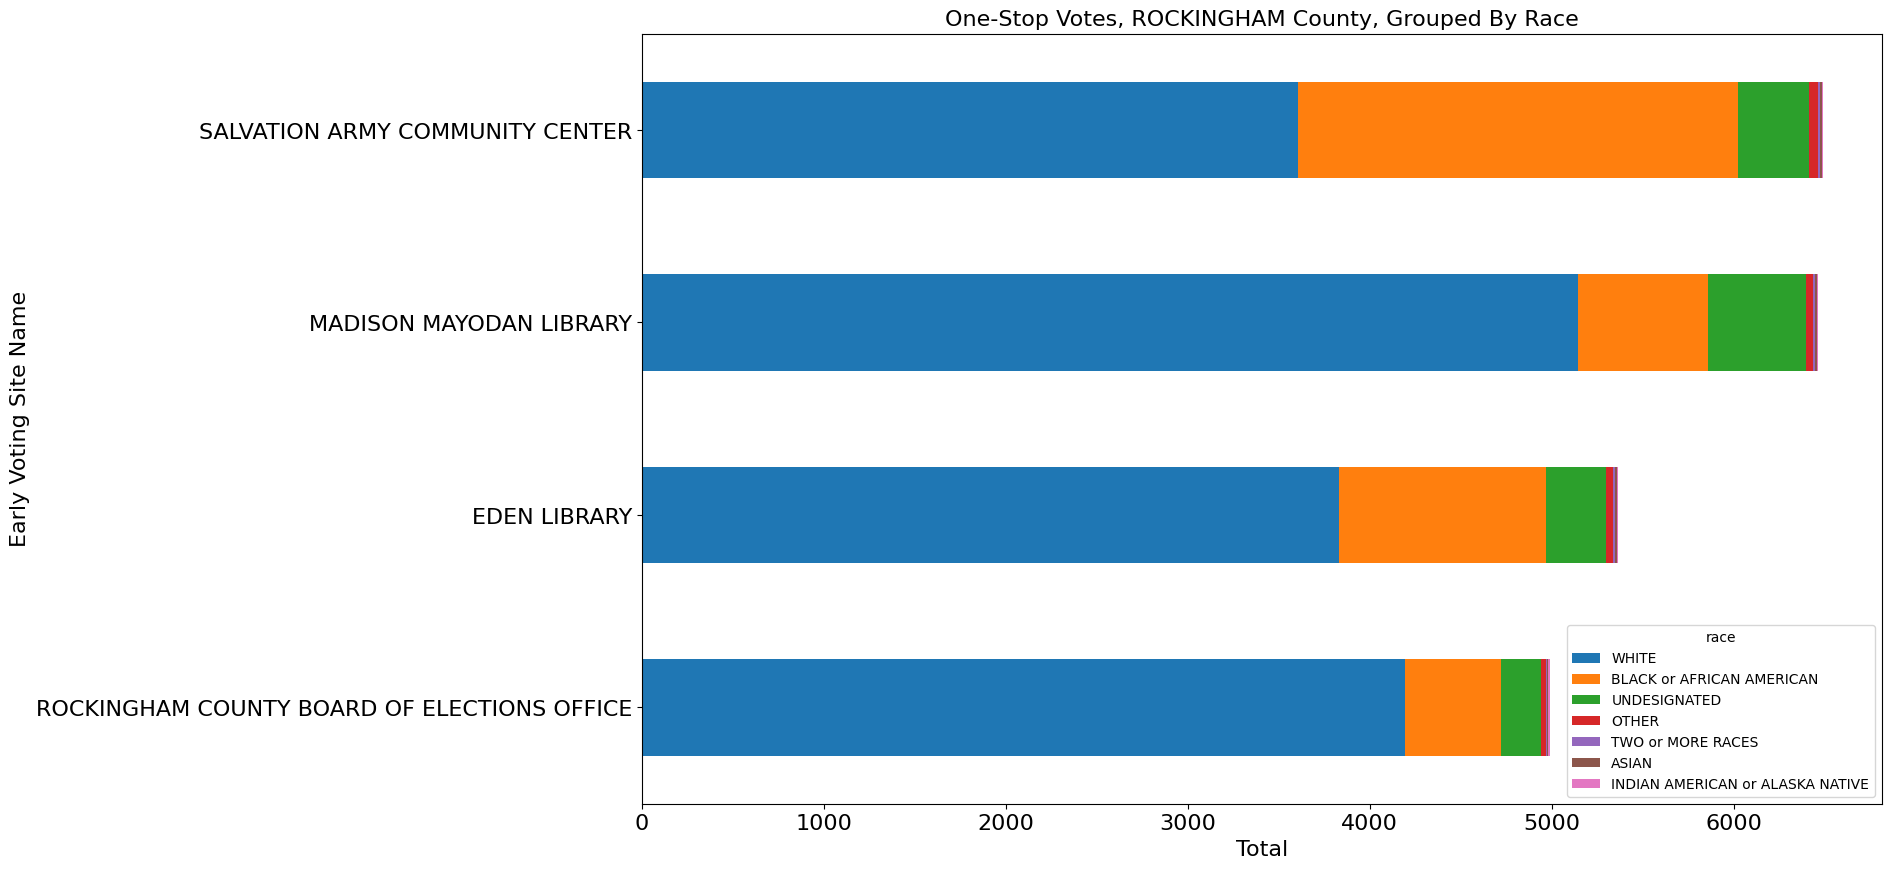 One-Stop Votes, ROCKINGHAM County, Grouped By Race
Early Voting Site Name
SALVATION ARMY COMMUNITY CENTER
MADISON MAYODAN LIBRARY
EDEN LIBRARY
ROCKINGHAM COUNTY BOARD OF ELECTIONS OFFICE
race
WHITE
BLACK or AFRICAN AMERICAN
UNDESIGNATED
OTHER
TWO or MORE RACES
ASIAN
INDIAN AMERICAN or ALASKA NATIVE
0 1000 2000 3000 4000 5000 6000
Total